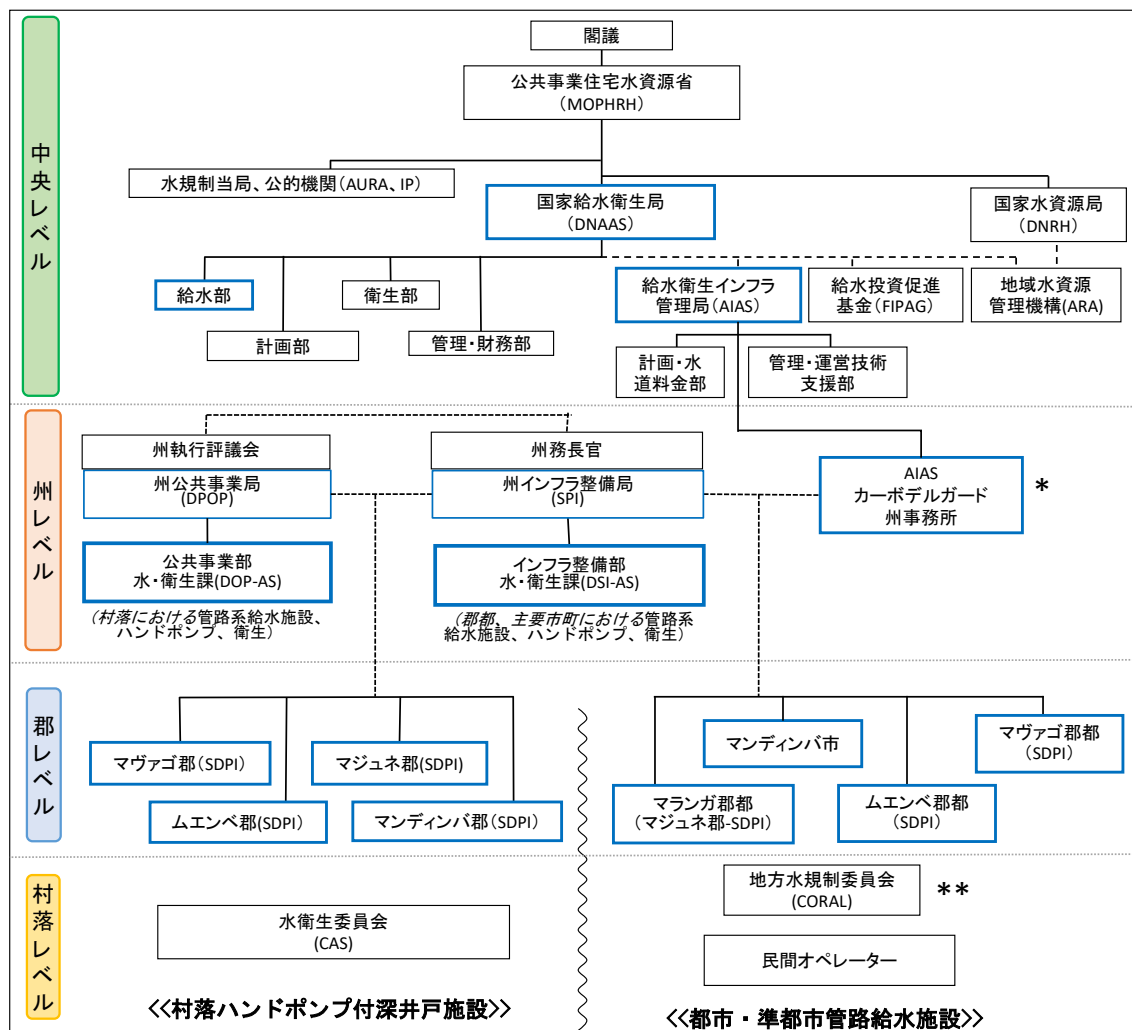 中央レベル
閣議
公共事業住宅水資源省
(MOPHRH)
水規制当局、公的機関(AURA、IP)
国家給水衛生局
(DNAAS)
国家水資源局
(DNRH)
給水部
計画部
衛生部
管理・財務部
給水衛生インフラ
管理局(AIAS)
給水投資促進
基金(FIPAG)
地域水資源
管理機構(ARA)
計画・水
道料金部
管理・運営技術
支援部
州レベル
州執行評議会
州公共事業局
(DPOP)
公共事業部
水・衛生課(DOP-AS)
(村落における管路系給水施設、
ハンドポンプ、衛生)
州務長官
州インフラ整備局
(SPI)
インフラ整備部
水・衛生課(DSI-AS)
(郡都、主要市町における管路系
給水施設、ハンドポンプ、衛生)
AIAS
カーボデルガード
州事務所
*
郡レベル
マヴァゴ郡(SDPI)
ムエンベ郡(SDPI)
マジュネ郡(SDPI)
マンディンバ郡(SDPI)
マランガ郡都
(マジュネ郡-SDPI)
マンディンバ市
ムエンベ郡都
(SDPI)
マヴァゴ郡都
(SDPI)
村落レベル
水衛生委員会
(CAS)
<<村落ハンドポンプ付深井戸施設>>
地方水規制委員会
(CORAL)
**
民間オペレーター
<<都市・準都市管路給水施設>>